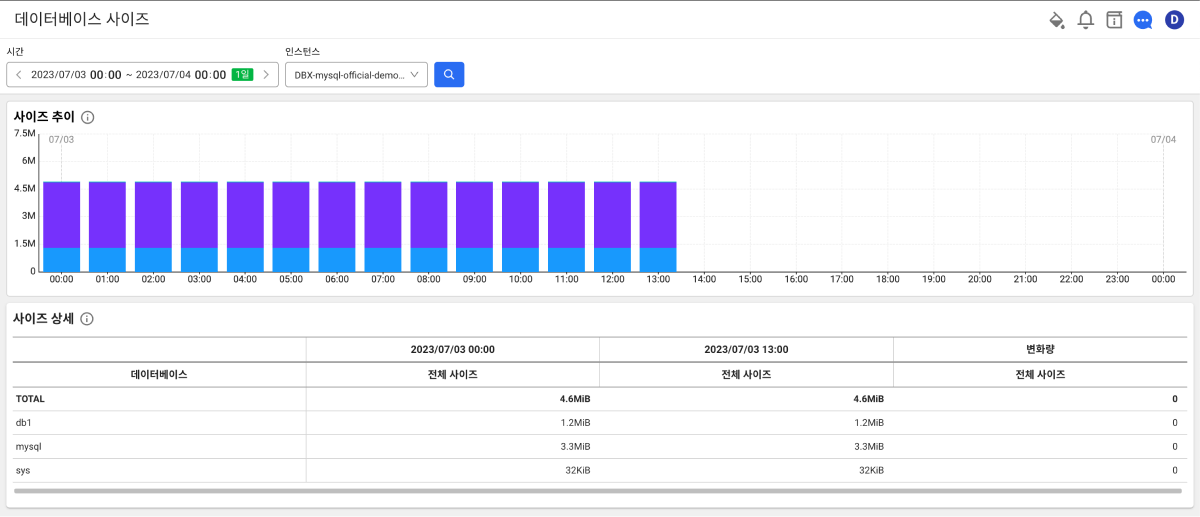 데이터베이스 사이즈
D
시간
인스턴스
2023/07/03 00:00 ~ 2023/07/04 00:00 1일
DBX-mysql-official-demo...
사이즈 추이
7.5M
6M
4.5M
3M
1.5M
0
07/03
07/04
00:00 01:00 02:00 03:00 04:00 05:00 06:00 07:00 08:00 09:00 10:00 11:00 12:00 13:00 14:00 15:00 16:00 17:00 18:00 19:00 20:00 21:00 22:00 23:00 00:00
사이즈 상세
2023/07/03 00:00 2023/07/03 13:00 변화량
데이터베이스 전체 사이즈 전체 사이즈 전체 사이즈
TOTAL 4.6MiB 4.6MiB 0
db1 1.2MiB 1.2MiB 0
mysql 3.3MiB 3.3MiB 0
sys 32KiB 32KiB 0